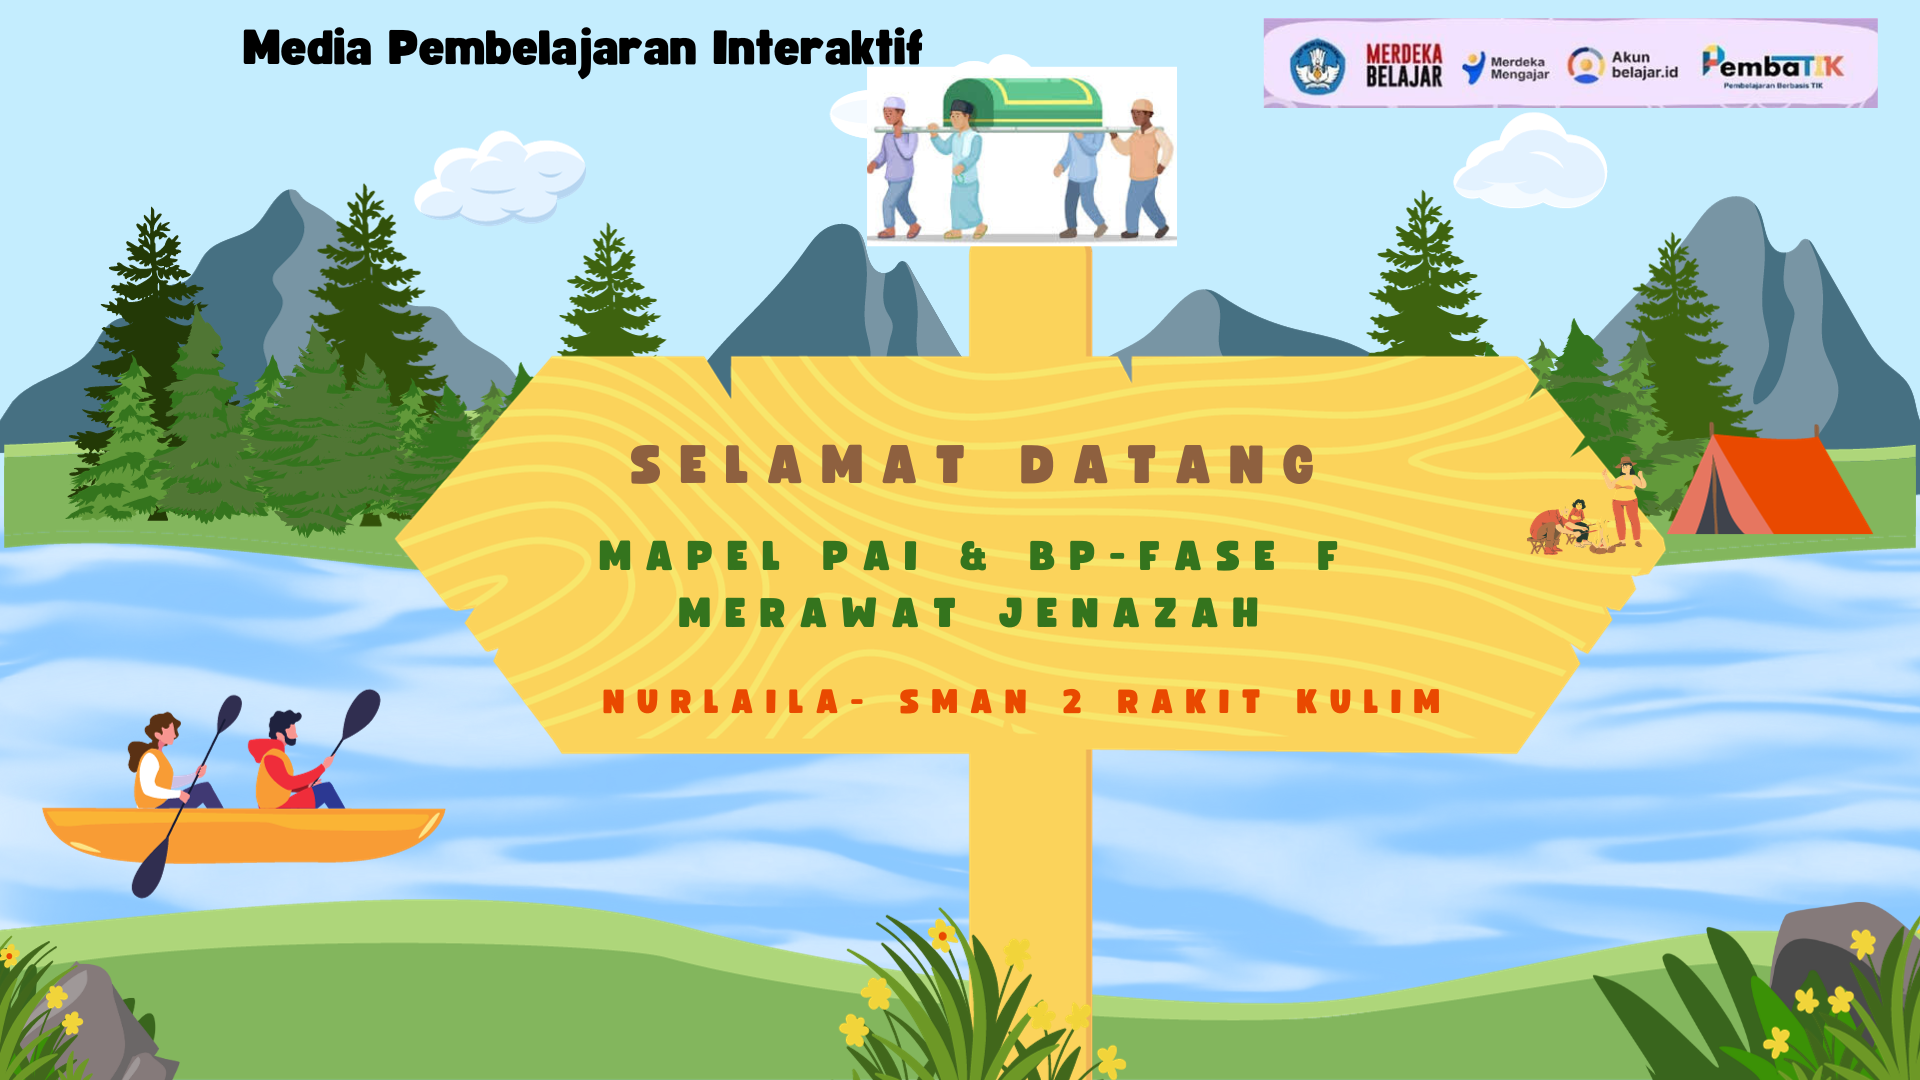 Media Pembelajaran Interaktif
MERDEKA
BELAJAR
Merdeka
Mengajar
Akun
belajar.id
PembaTIK
Pembelajaran Berbasis TIK
SELAMAT DATANG
MAPEL PAI & BP-FASE F
MERAWAT JENAZAH
NURLAILA- SMAN 2 RAKIT KULIM